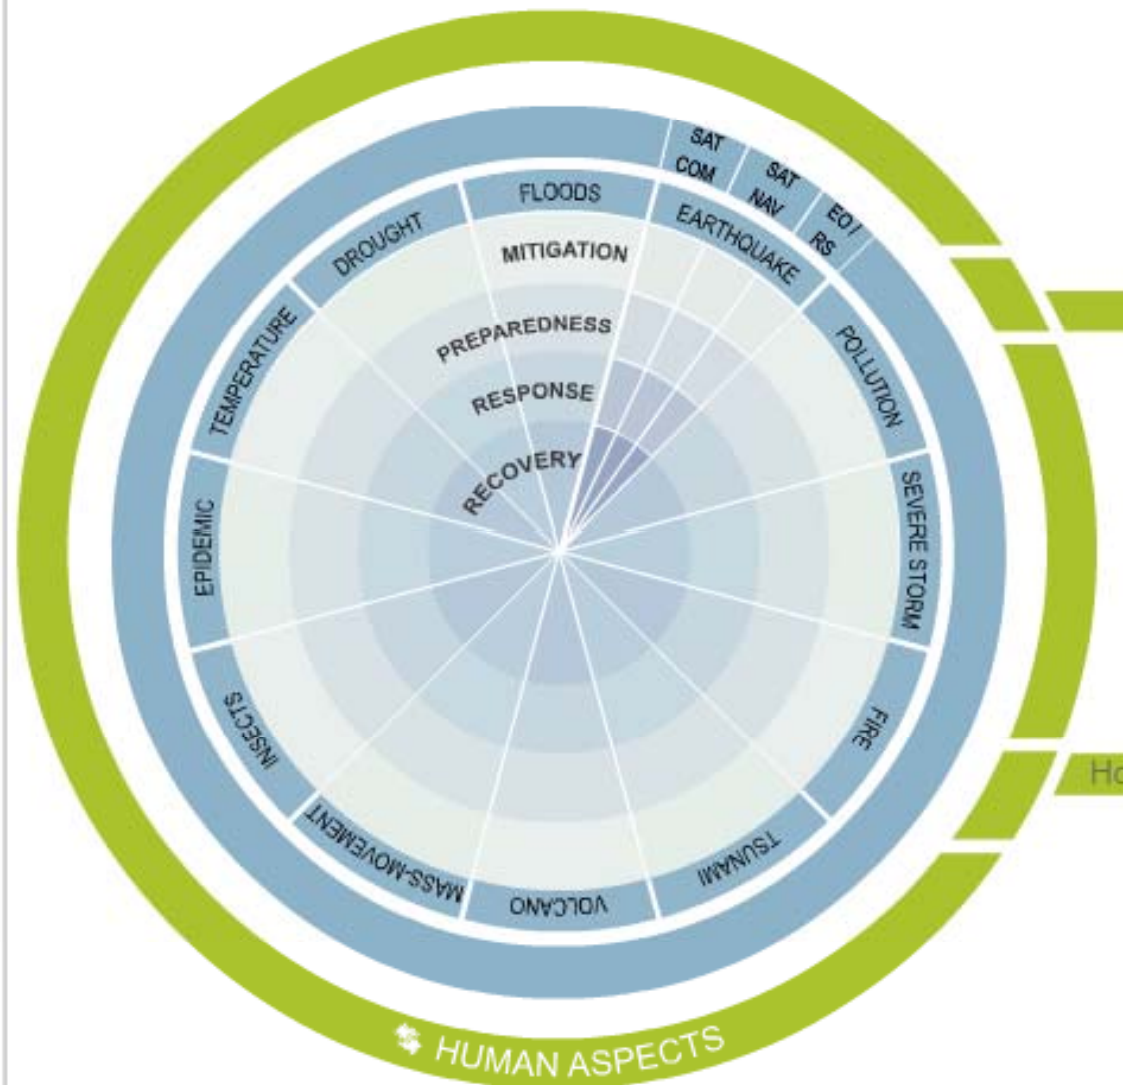 SAT
COM
SAT
NAV
EO /
RS
FLOODS
EARTHQUAKE
POLLUTION
SEVERE STORM
FIRE
TSUNAMI
VOLCANO
MASS-MOVEMENT
INSECTS
EPIDEMIC
TEMPERATURE
DROUGHT
MITIGATION
PREPAREDNESS
RESPONSE
RECOVERY
HUMAN ASPECTS